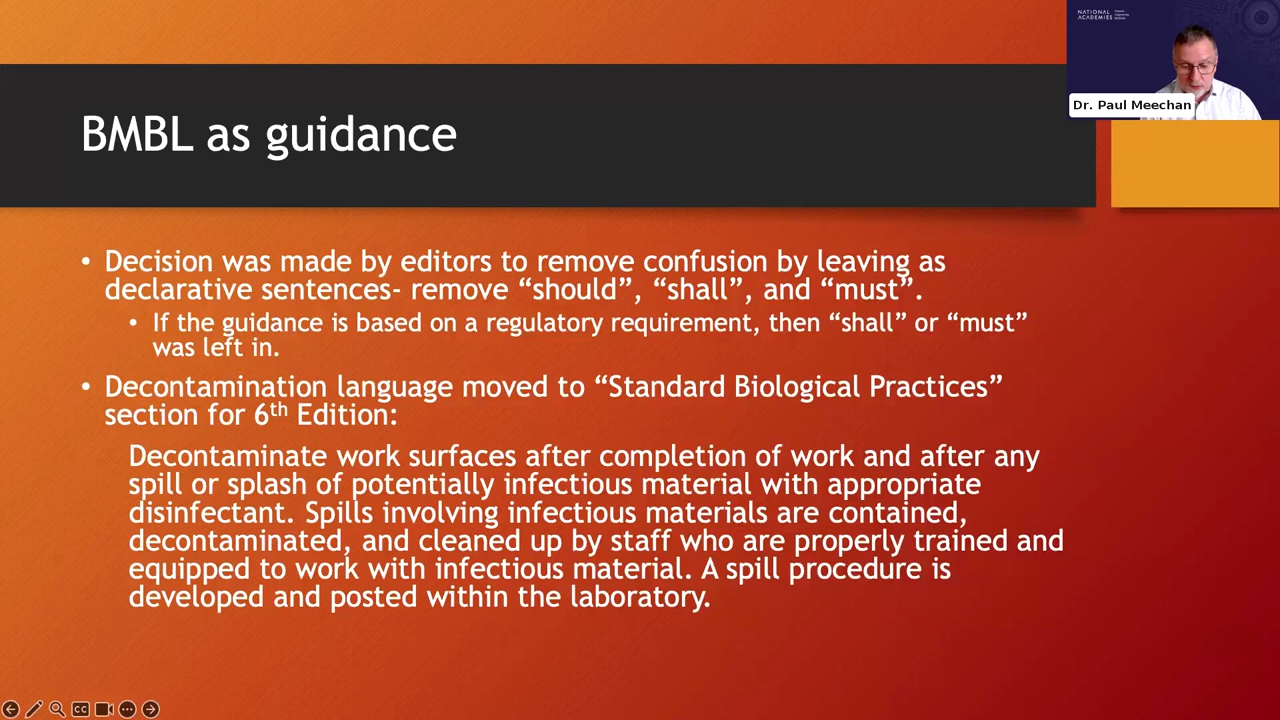 NATIONAL
ACADEMIES
Dr. Paul Meechan
BMBL as guidance
• Decision was made by editors to remove confusion by leaving as
declarative sentences- remove “should”, “shall”, and “must”.
• If the guidance is based on a regulatory requirement, then “shall” or “must”
was left in.
• Decontamination language moved to “Standard Biological Practices”
section for 6th Edition:
Decontaminate work surfaces after completion of work and after any
spill or splash of potentially infectious material with appropriate
disinfectant. Spills involving infectious materials are contained,
decontaminated, and cleaned up by staff who are properly trained and
equipped to work with infectious material. A spill procedure is
developed and posted within the laboratory.
CC